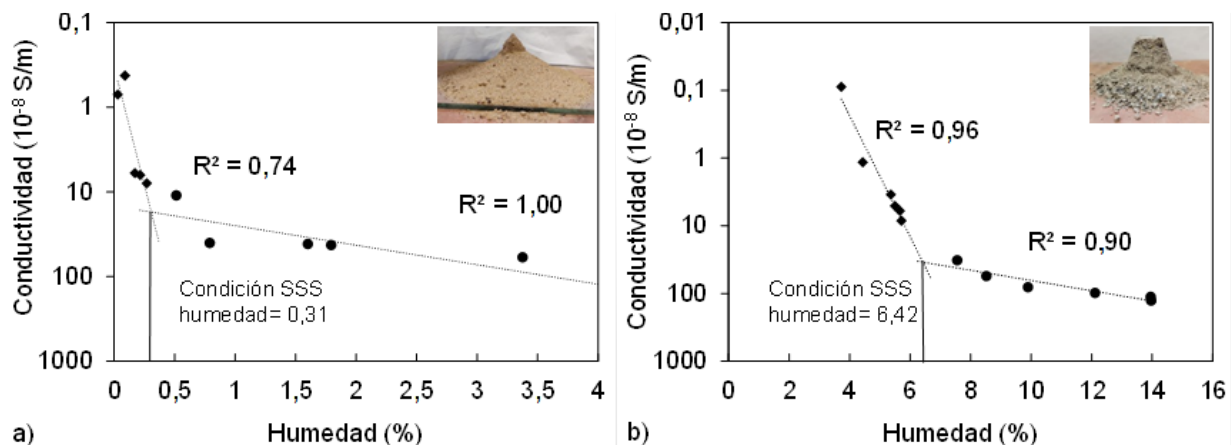 0,1
1
10
100
1000
Conductividad (10⁻⁸ S/m)
R² = 0,74
R² = 1,00
Condición SSS
humedad= 0,31
0 0,5 1 1,5 2 2,5 3 3,5 4
a) Humedad (%)
0,01
0,1
1
10
100
1000
Conductividad (10⁻⁸ S/m)
R² = 0,96
R² = 0,90
Condición SSS
humedad= 6,42
0 2 4 6 8 10 12 14 16
b) Humedad (%)